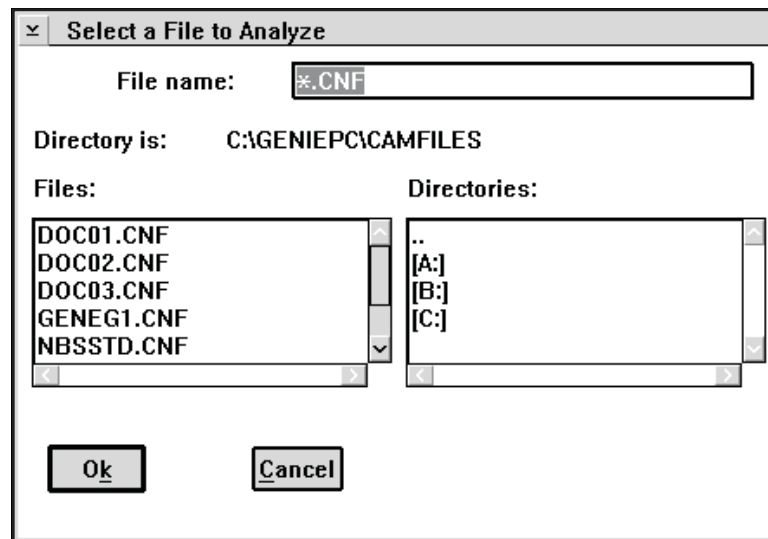 Select a File to Analyze
File name: *.CNF
Directory is: C:\GENIEPC\CAMFILES
Files: Directories:
DOC01.CNF
DOC02.CNF
DOC03.CNF
GENEG1.CNF
NBSSTD.CNF
..
[A:]
[B:]
[C:]
Ok Cancel